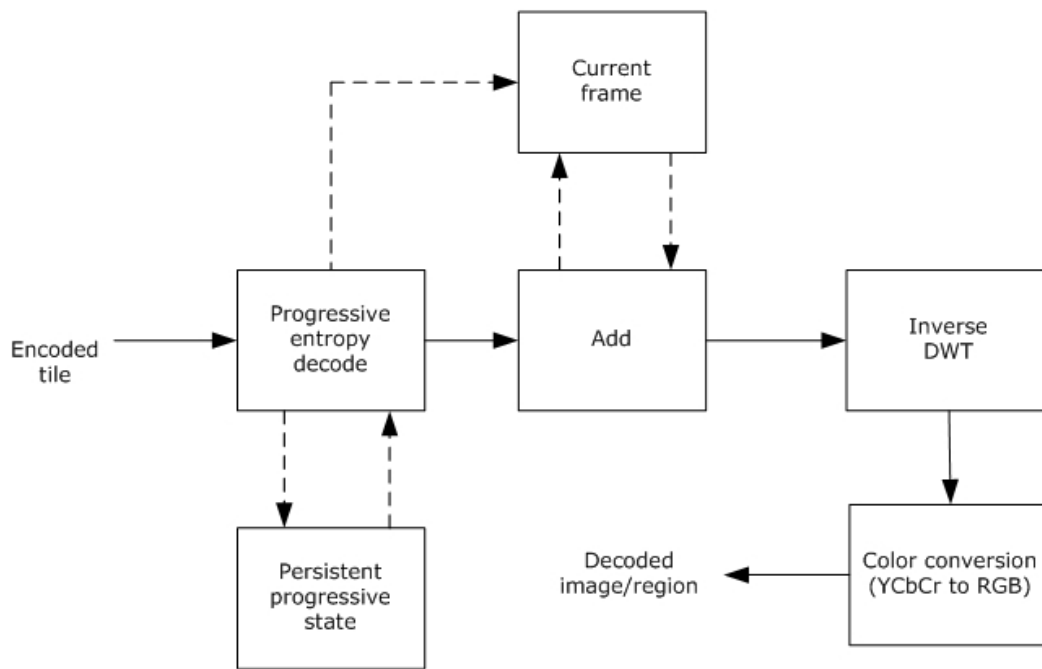 Current
frame
Encoded
tile
Progressive
entropy
decode
Add
Inverse
DWT
Persistent
progressive
state
Decoded
image/region
Color conversion
(YCbCr to RGB)